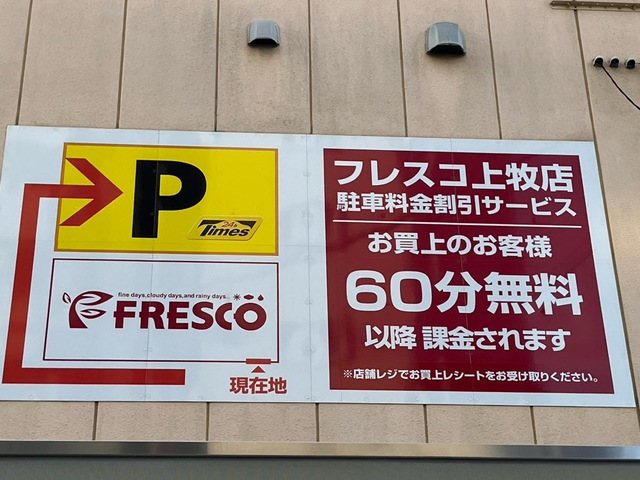 P
24h
Times
fine days, cloudy days, and rainy days...
FRESCO
現在地
フレスコ上牧店
駐車料金割引サービス
お買上のお客様
60分無料
以降 課金されます
※店舗レジでお買上レシートをお受け取りください。